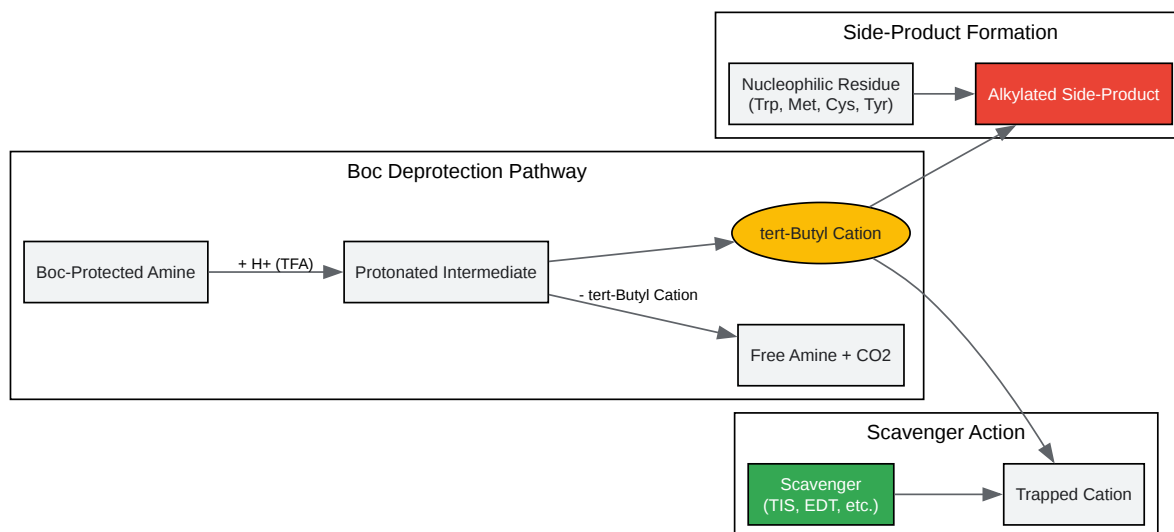 Side-Product Formation
Nucleophilic Residue
(Trp, Met, Cys, Tyr)
Alkylated Side-Product
Boc Deprotection Pathway
Boc-Protected Amine
+ H+ (TFA)
Protonated Intermediate
tert-Butyl Cation
- tert-Butyl Cation
Free Amine + CO2
Scavenger Action
Scavenger
(TIS, EDT, etc.)
Trapped Cation